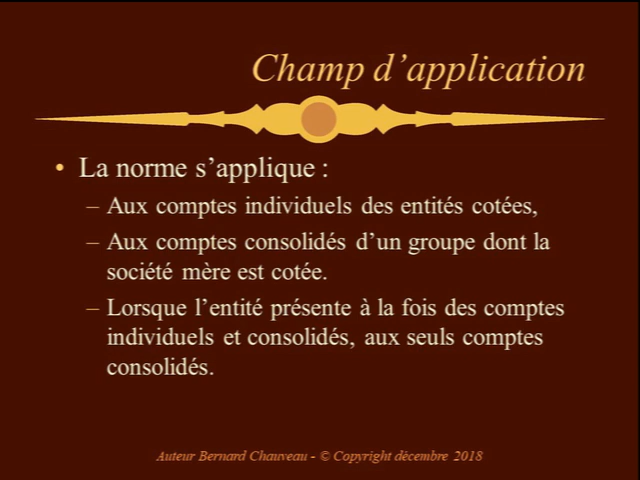 Champ d’application
• La norme s’applique :
– Aux comptes individuels des entités cotées,
– Aux comptes consolidés d’un groupe dont la
société mère est cotée.
– Lorsque l’entité présente à la fois des comptes
individuels et consolidés, aux seuls comptes
consolidés.
Auteur Bernard Chauveau - © Copyright décembre 2018